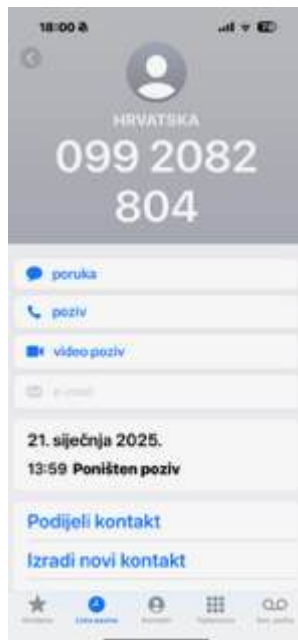 18:00
HRVATSKA
099 2082
804
poruka
poziv
video poziv
e-mail
21. siječnja 2025.
13:59 Poništen poziv
Podijeli kontakt
Izradi novi kontakt